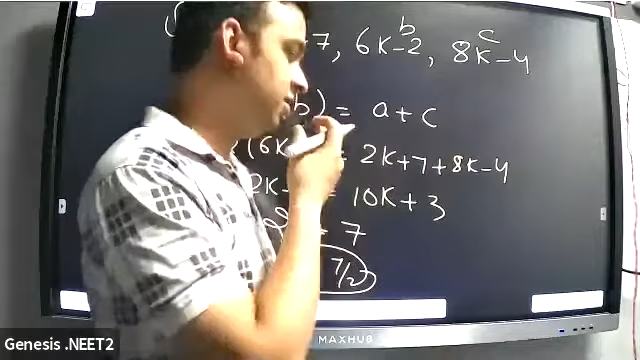 7, 6K-2, 8K-4
b c
b) = a + c
(6K = 2K+7+8K-4
2K- = 10K+3
= 7
7/2
MAXHUB
Genesis .NEET2